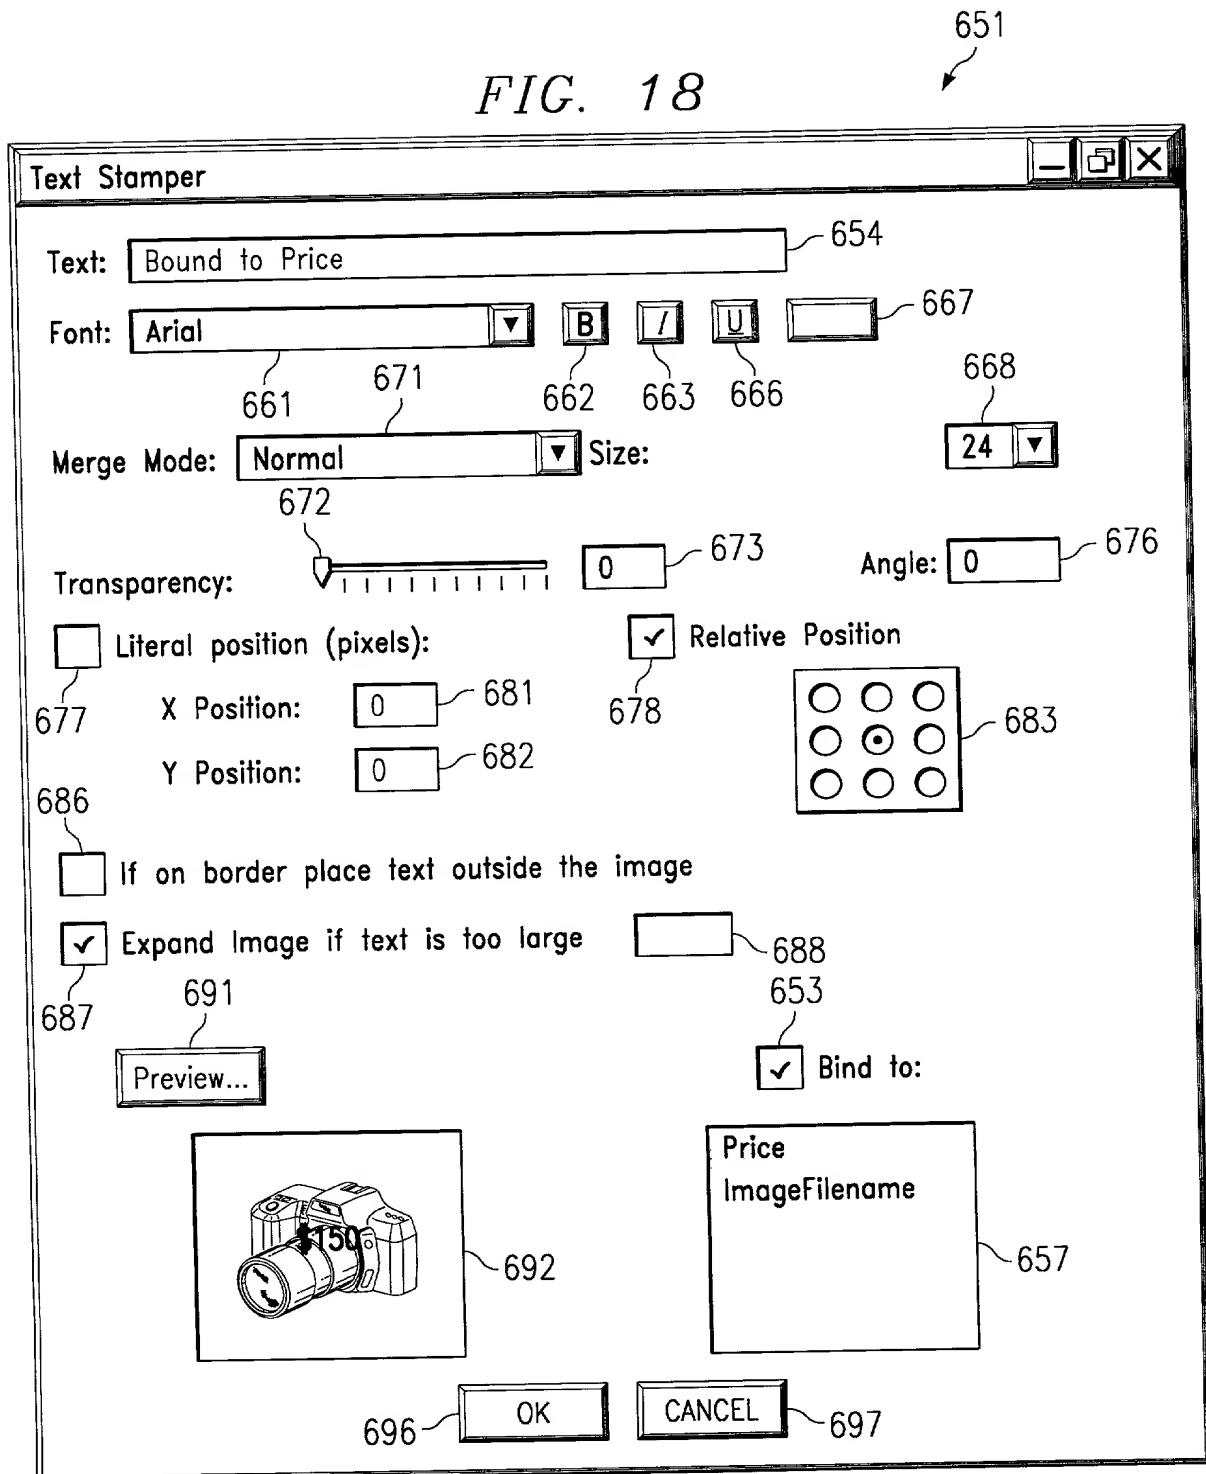 651
FIG. 18
Text Stamper
Text: Bound to Price 654
Font: Arial B I U 667
661 671 662 663 666 668
Merge Mode: Normal Size: 24
672
Transparency: 0 673 Angle: 0 676
Literal position (pixels): Relative Position
677 X Position: 0 681 678 683
Y Position: 0 682
686
If on border place text outside the image
Expand Image if text is too large 688
687 691 653
Preview... Bind to:
Price
ImageFilename
$150
692 657
696 OK CANCEL 697